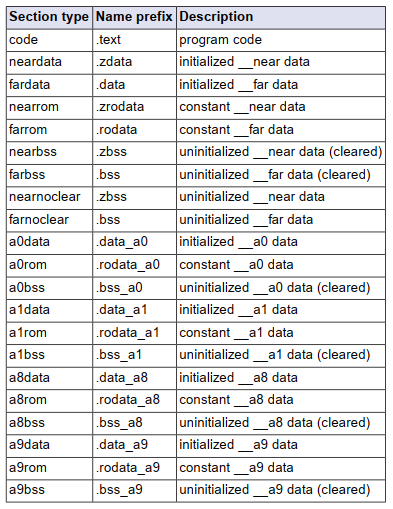 Section type Name prefix Description
code .text program code
neardata .zdata initialized __near data
fardata .data initialized __far data
nearrom .zrodata constant __near data
farrom .rodata constant __far data
nearbss .zbss uninitialized __near data (cleared)
farbss .bss uninitialized __far data (cleared)
nearnoclear .zbss uninitialized __near data
farnoclear .bss uninitialized __far data
a0data .data_a0 initialized __a0 data
a0rom .rodata_a0 constant __a0 data
a0bss .bss_a0 uninitialized __a0 data (cleared)
a1data .data_a1 initialized __a1 data
a1rom .rodata_a1 constant __a1 data
a1bss .bss_a1 uninitialized __a1 data (cleared)
a8data .data_a8 initialized __a8 data
a8rom .rodata_a8 constant __a8 data
a8bss .bss_a8 uninitialized __a8 data (cleared)
a9data .data_a9 initialized __a9 data
a9rom .rodata_a9 constant __a9 data
a9bss .bss_a9 uninitialized __a9 data (cleared)